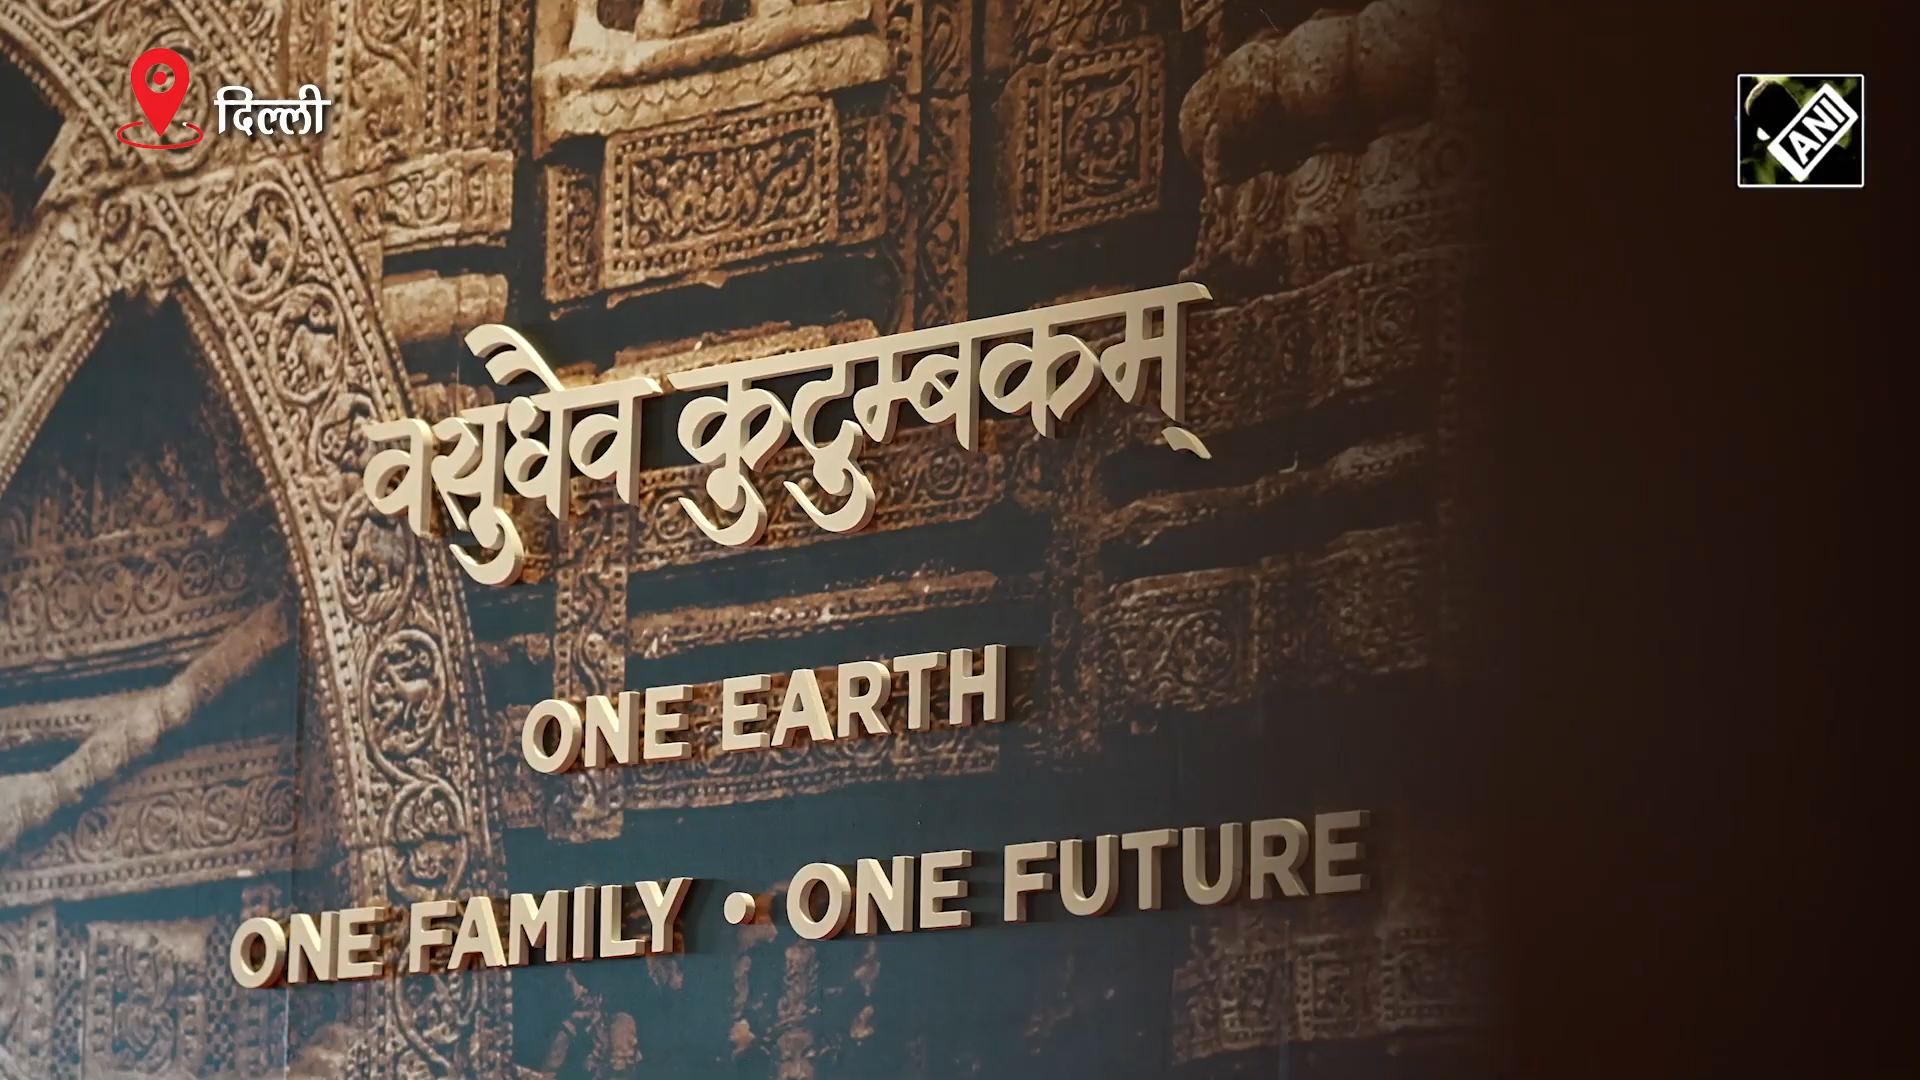 दिल्ली
ANI
वसुधैव कुटुम्बकम्
ONE EARTH
ONE FAMILY • ONE FUTURE